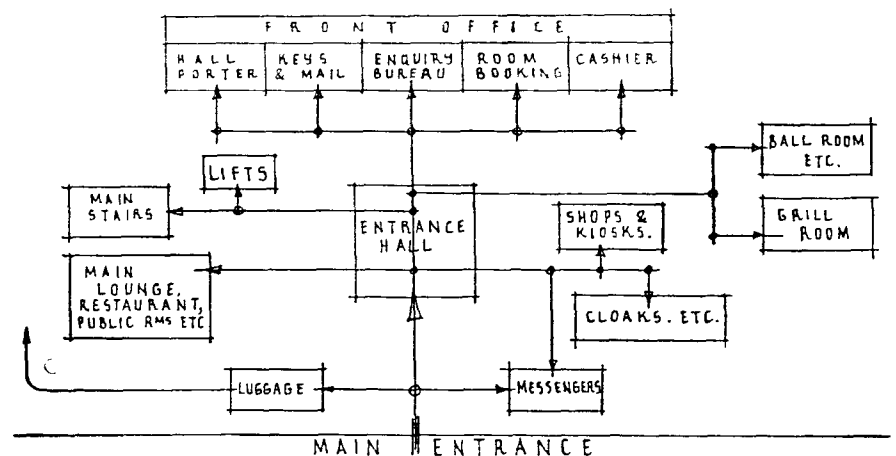 FRONT OFFICE
HALL PORTER
KEYS & MAIL
ENQUIRY BUREAU
ROOM BOOKING
CASHIER
BALL ROOM
ETC.
LIFTS
MAIN
STAIRS
ENTRANCE
HALL
SHOPS &
KIOSKS.
GRILL
ROOM
MAIN
LOUNGE,
RESTAURANT,
PUBLIC RMS ETC
CLOAKS. ETC.
LUGGAGE
MESSENGERS
MAIN ENTRANCE